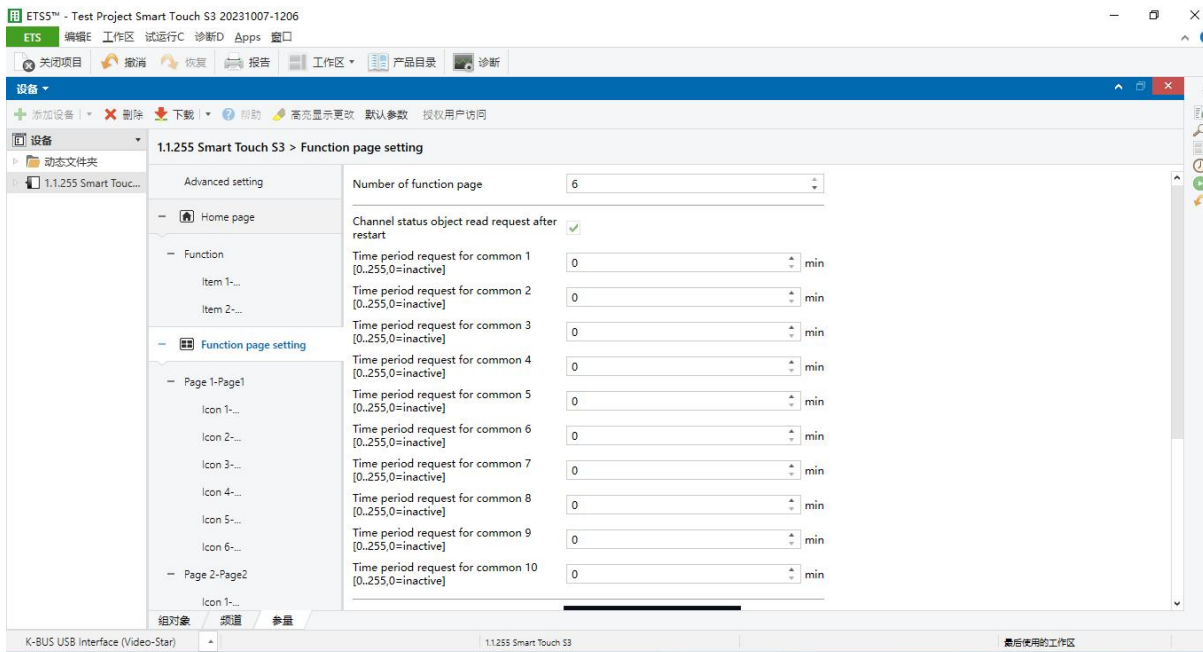 ETS5™ - Test Project Smart Touch S3 20231007-1206
ETS 编辑E 工作区 试运行C 诊断D Apps 窗口
关闭项目 撤消 恢复 报告 工作区 产品目录 诊断
设备
添加设备 删除 下载 帮助 高亮显示更改 默认参数 授权用户访问
设备
动态文件夹
1.1.255 Smart Touc...
1.1.255 Smart Touch S3 > Function page setting
Advanced setting
Home page
Function
Item 1-...
Item 2-...
Function page setting
Page 1-Page1
Icon 1-...
Icon 2-...
Icon 3-...
Icon 4-...
Icon 5-...
Icon 6-...
Page 2-Page2
Icon 1-...
Number of function page 6
Channel status object read request after
restart
Time period request for common 1
[0..255,0=inactive] 0 min
Time period request for common 2
[0..255,0=inactive] 0 min
Time period request for common 3
[0..255,0=inactive] 0 min
Time period request for common 4
[0..255,0=inactive] 0 min
Time period request for common 5
[0..255,0=inactive] 0 min
Time period request for common 6
[0..255,0=inactive] 0 min
Time period request for common 7
[0..255,0=inactive] 0 min
Time period request for common 8
[0..255,0=inactive] 0 min
Time period request for common 9
[0..255,0=inactive] 0 min
Time period request for common 10
[0..255,0=inactive] 0 min
组对象 频道 参量
K-BUS USB Interface (Video-Star) 1.1.255 Smart Touch S3 最后使用的工作区